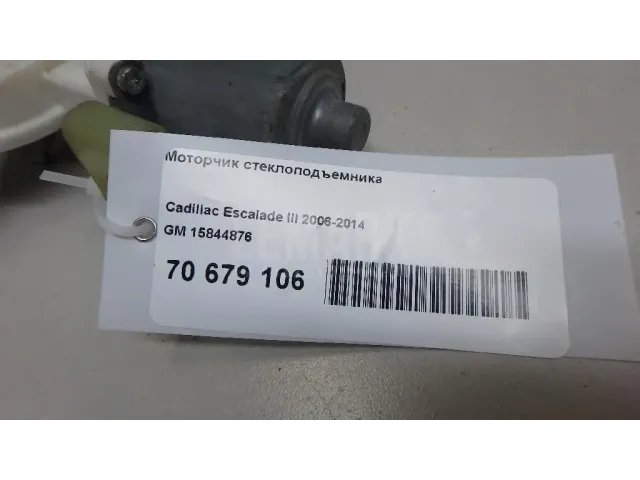 Моторчик стеклоподъемника
Cadillac Escalade III 2006-2014
GM 15844876
70 679 106